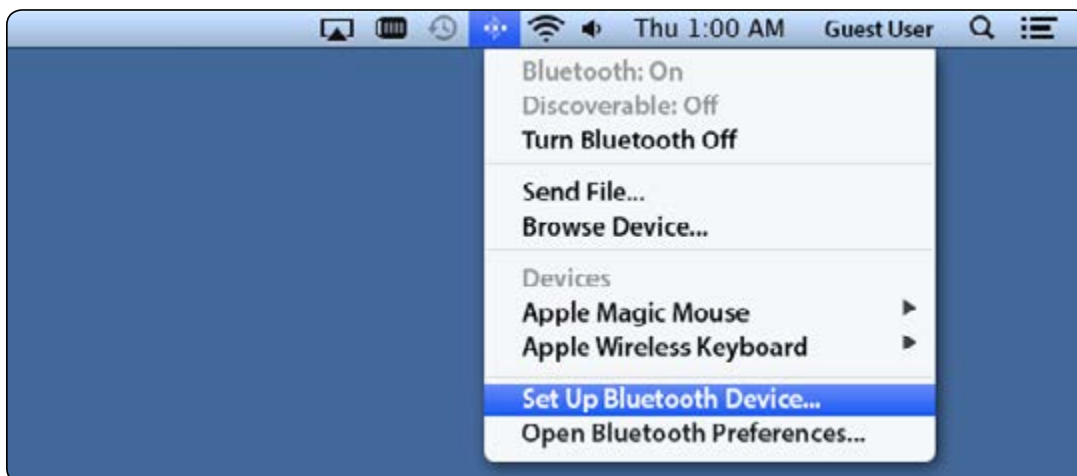 Thu 1:00 AM Guest User
Bluetooth: On
Discoverable: Off
Turn Bluetooth Off
Send File...
Browse Device...
Devices
Apple Magic Mouse
Apple Wireless Keyboard
Set Up Bluetooth Device...
Open Bluetooth Preferences...